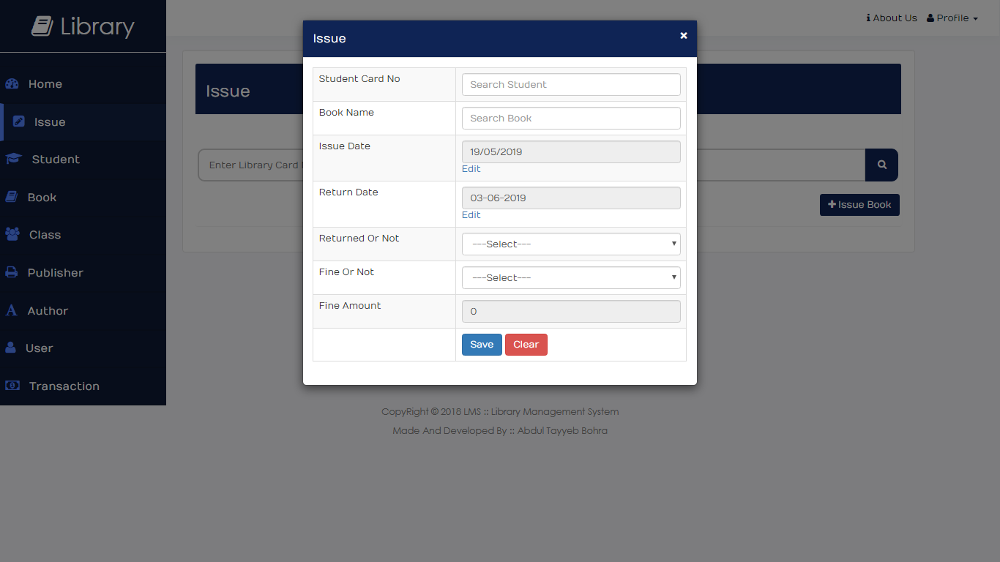 Library
About Us
Profile
Home
Issue
Student
Book
Class
Publisher
Author
User
Transaction
Issue
Enter Library Card
Issue Book
Issue
×
Student Card No
Search Student
Book Name
Search Book
Issue Date
19/05/2019
Edit
Return Date
03-06-2019
Edit
Returned Or Not
---Select---
Fine Or Not
---Select---
Fine Amount
0
Save
Clear
CopyRight © 2018 LMS :: Library Management System
Made And Developed By :: Abdul Tayyeb Bohra